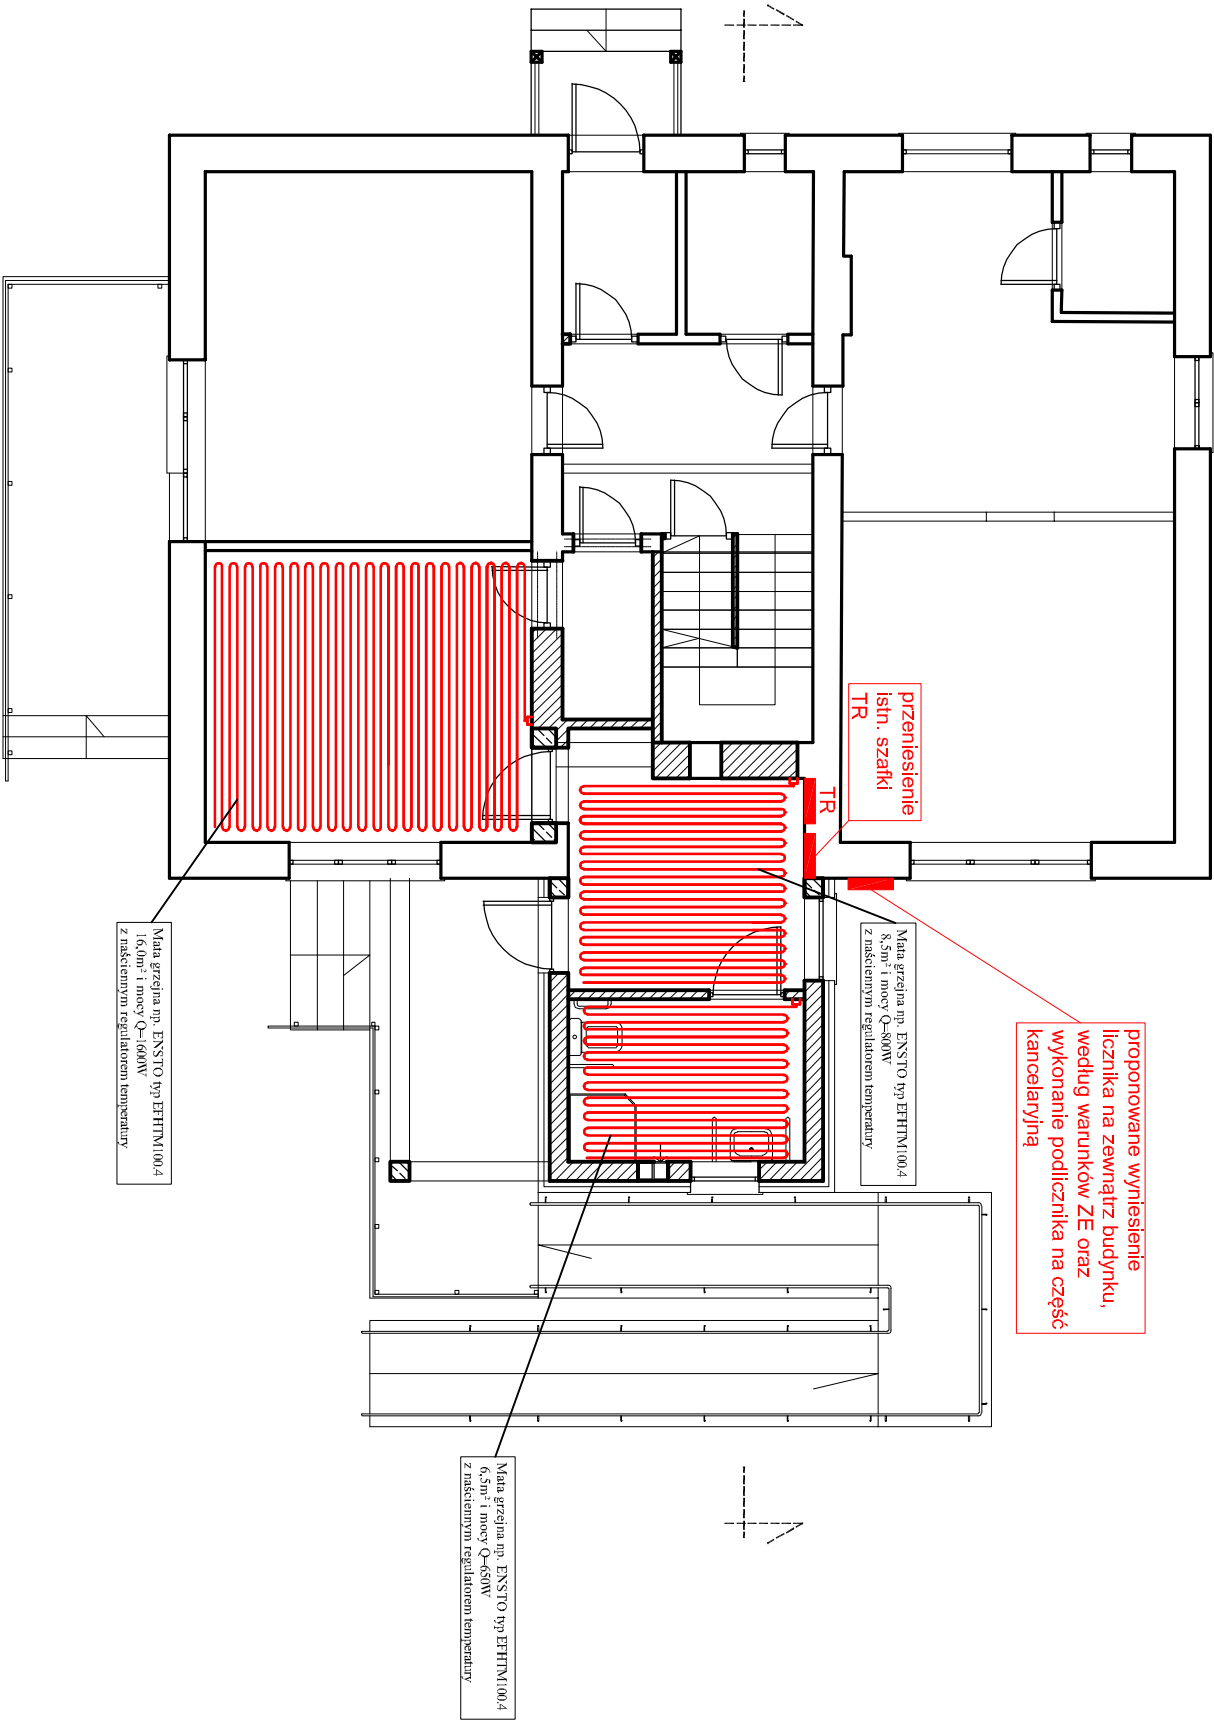 przeniesienie
istn. szafki
TR
TR
proponowane wyniesienie
licznika na zewnątrz budynku,
według warunków ZE oraz
wykonanie podlicznika na część
kancelaryjną
Mata grzejna np. ENSTO typ EFHTM100.4
8,5m² i mocy Q=800W
z naściennym regulatorem temperatury
Mata grzejna np. ENSTO typ EFHTM100.4
16,0m² i mocy Q=1600W
z naściennym regulatorem temperatury
Mata grzejna np. ENSTO typ EFHTM100.4
6,5m² i mocy Q=650W
z naściennym regulatorem temperatury